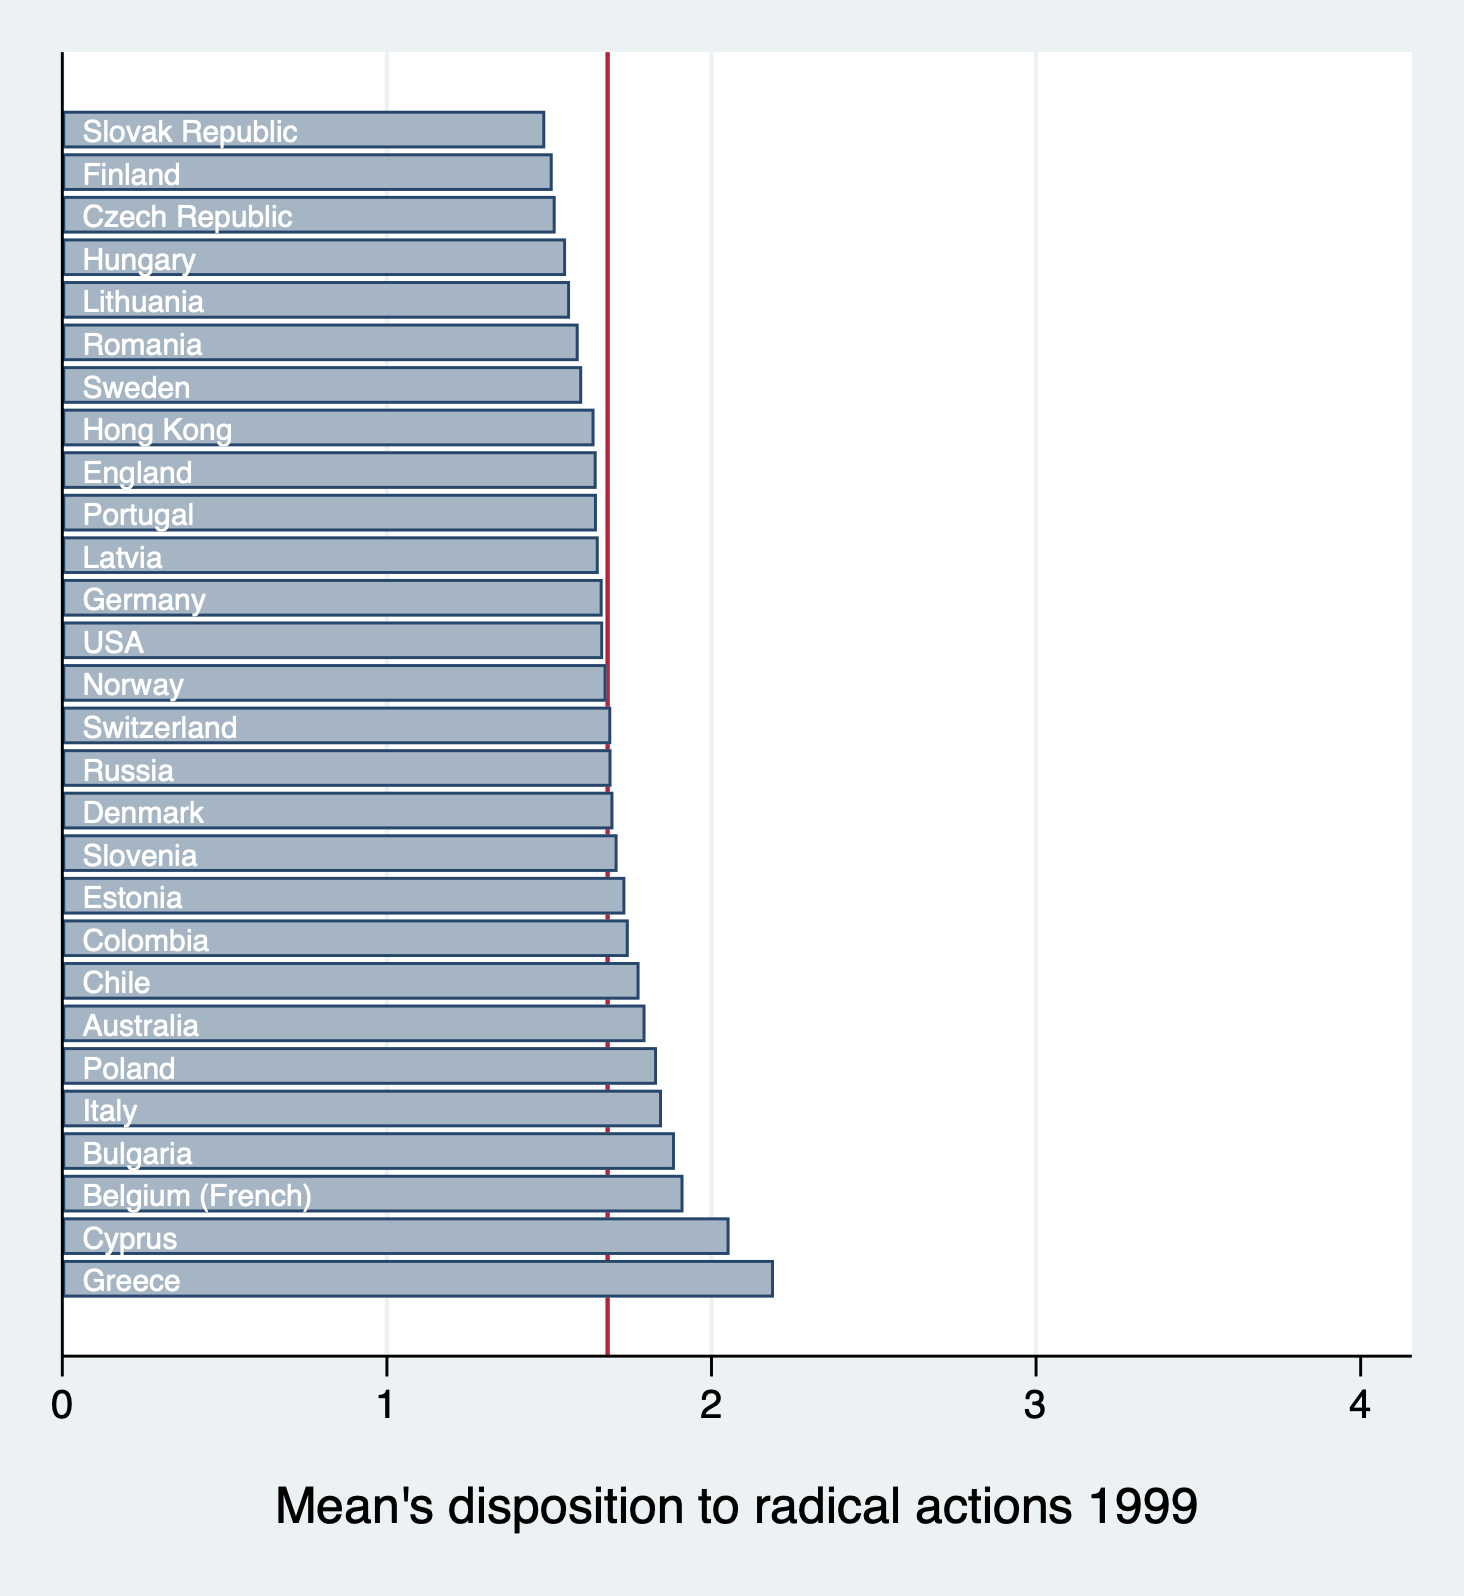 Slovak Republic
Finland
Czech Republic
Hungary
Lithuania
Romania
Sweden
Hong Kong
England
Portugal
Latvia
Germany
USA
Norway
Switzerland
Russia
Denmark
Slovenia
Estonia
Colombia
Chile
Australia
Poland
Italy
Bulgaria
Belgium (French)
Cyprus
Greece
0 1 2 3 4
Mean's disposition to radical actions 1999